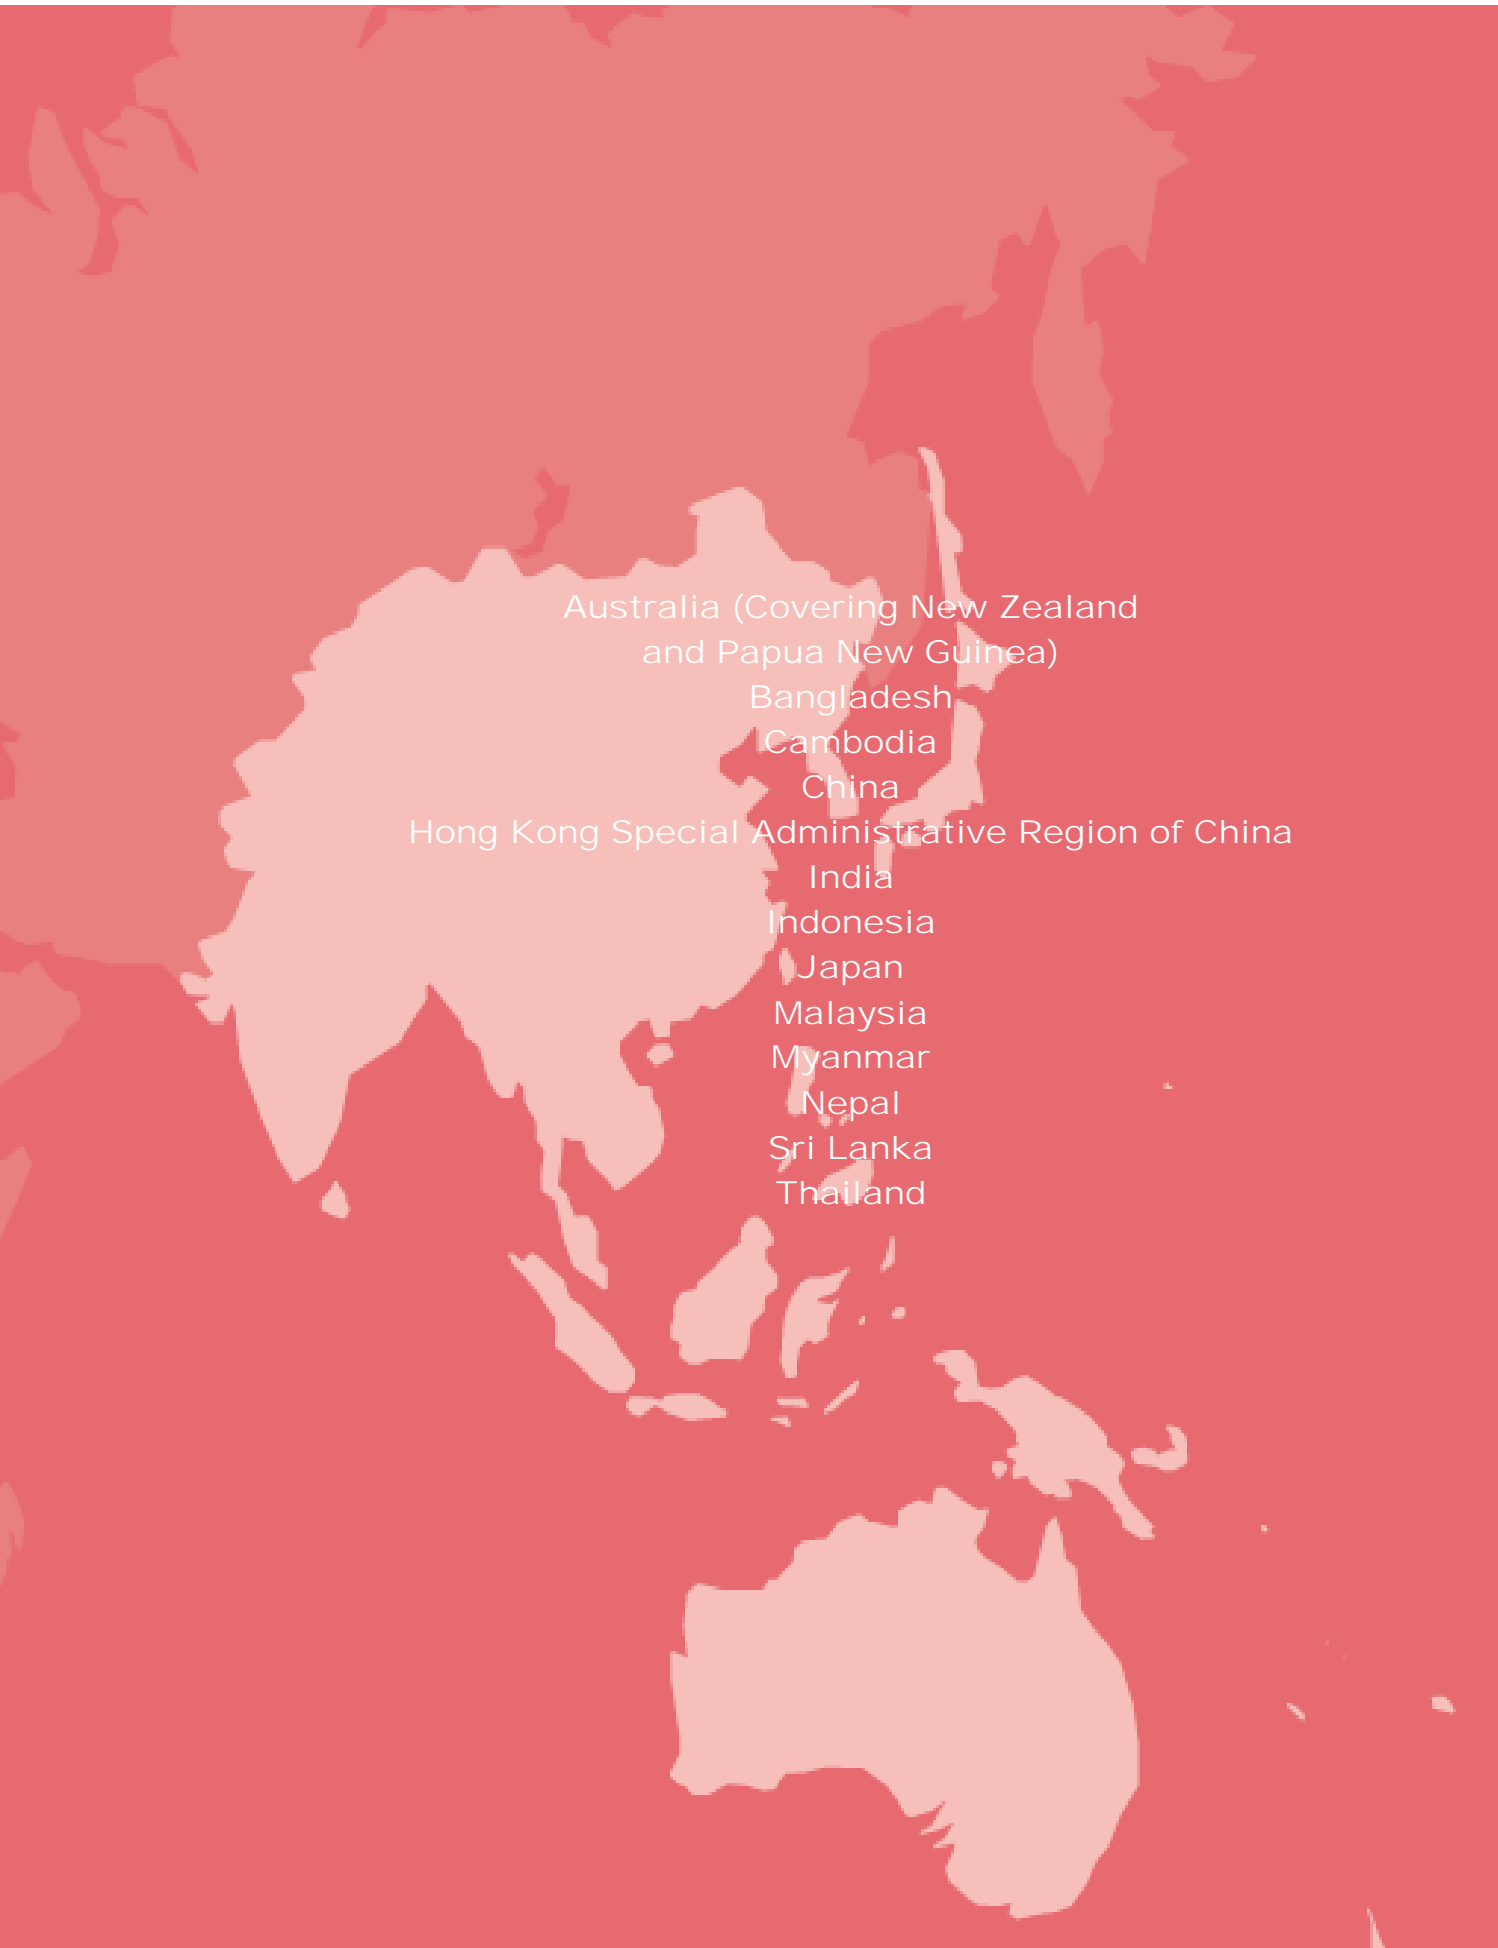 Australia (Covering New Zealand
and Papua New Guinea)
Bangladesh
Cambodia
China
Hong Kong Special Administrative Region of China
India
Indonesia
Japan
Malaysia
Myanmar
Nepal
Sri Lanka
Thailand